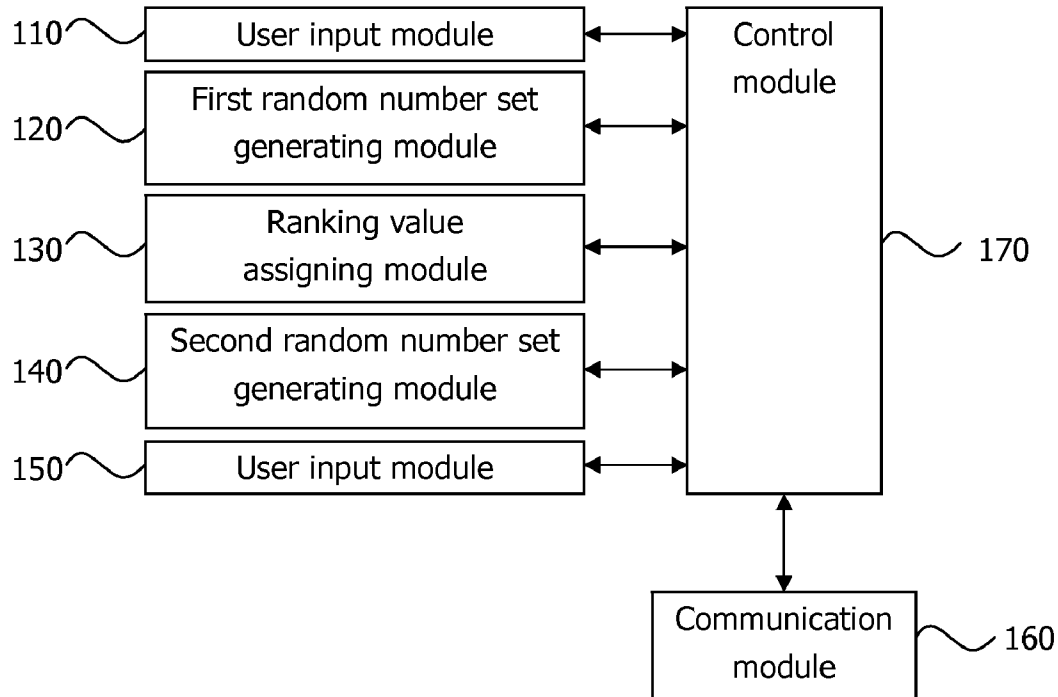 110
User input module
Control
module
120
First random number set
generating module
130
Ranking value
assigning module
170
140
Second random number set
generating module
150
User input module
Communication
module
160